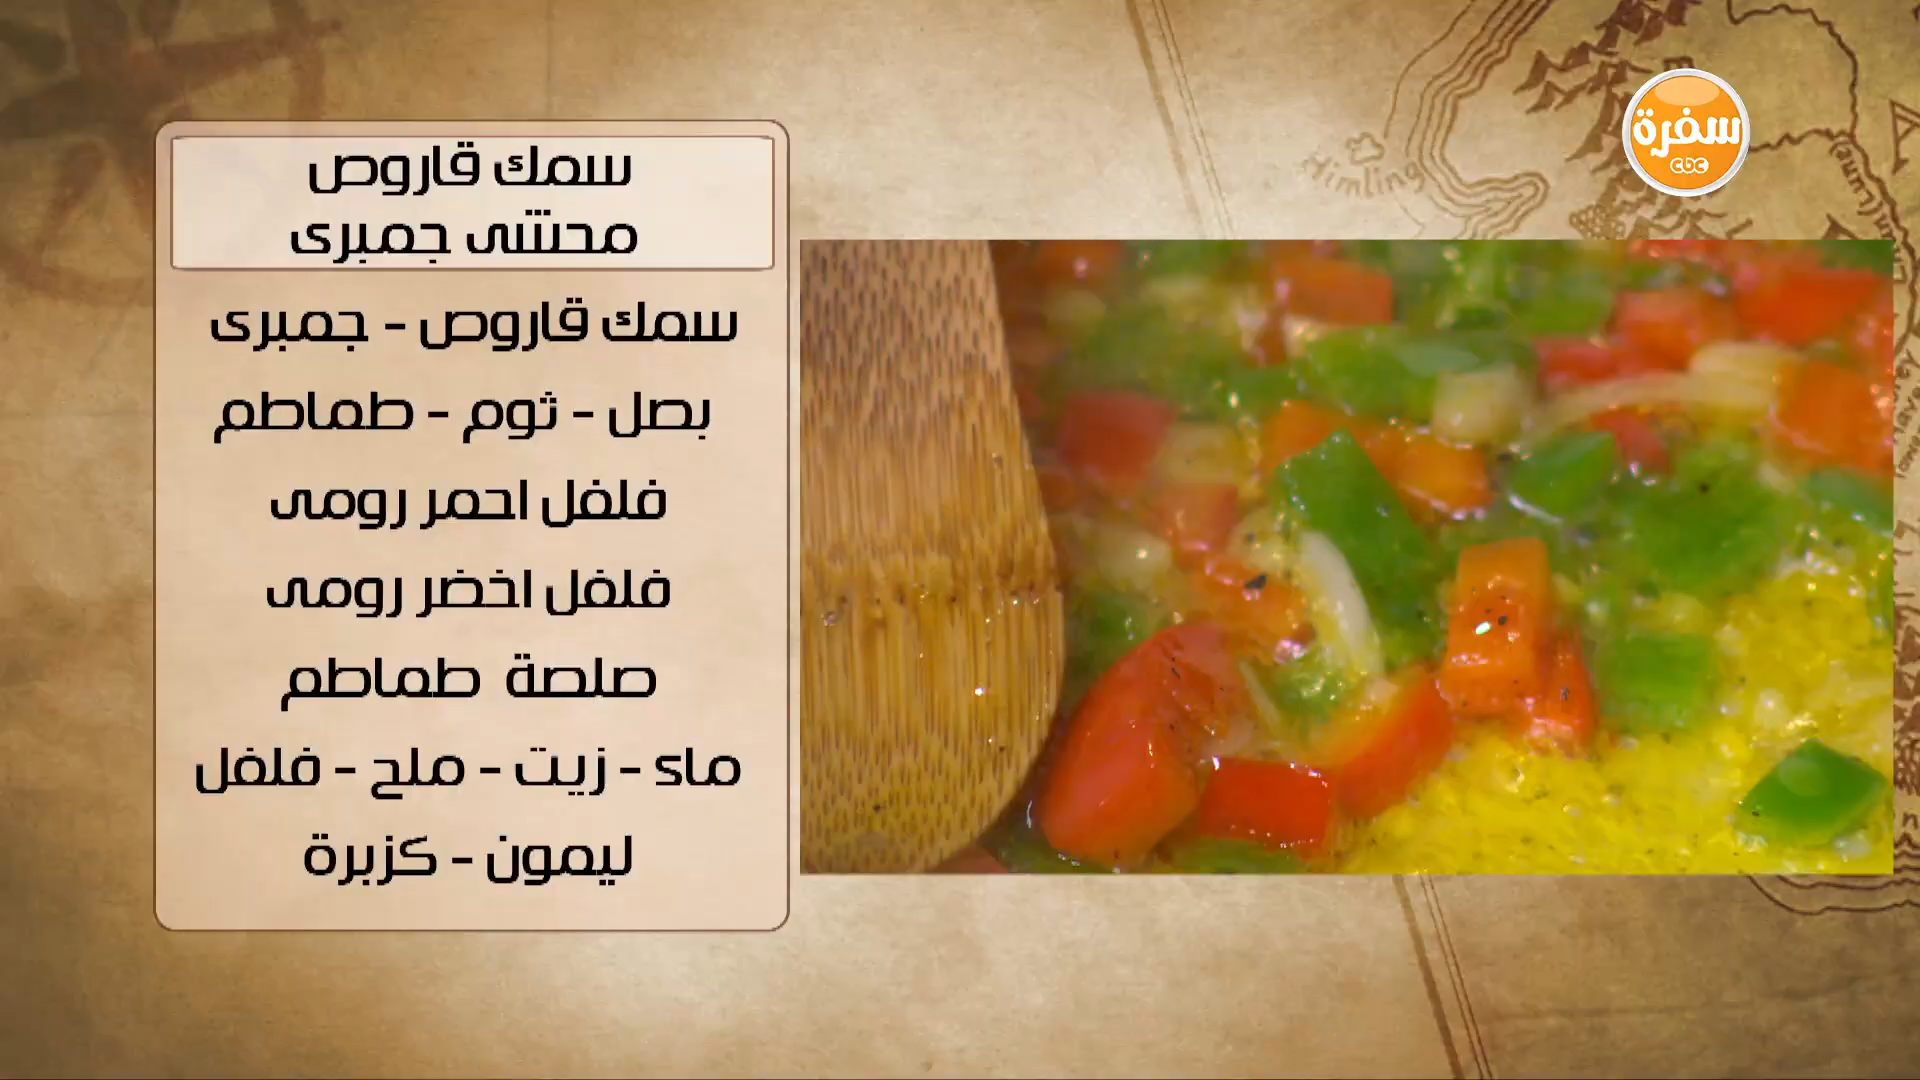 سمك قاروص
محشى جمبرى
سمك قاروص - جمبرى
بصل - ثوم - طماطم
فلفل احمر رومى
فلفل اخضر رومى
صلصة طماطم
ماء - زيت - ملح - فلفل
ليمون - كزبرة
سفرة
cbc
Himling